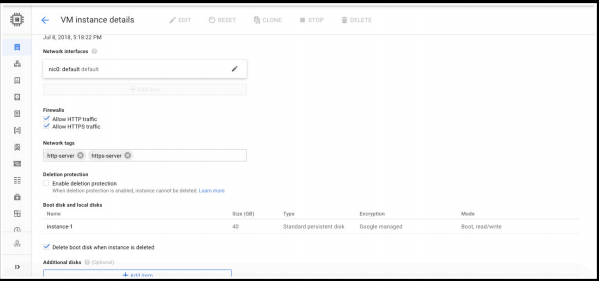 VM instance details
EDIT
RESET
CLONE
STOP
DELETE
Jul 8, 2018, 5:18:22 PM
Network interfaces
nic0: default default
+ Add item
Firewalls
Allow HTTP traffic
Allow HTTPS traffic
Network tags
http-server https-server
Deletion protection
Enable deletion protection
When deletion protection is enabled, instance cannot be deleted. Learn more
Boot disk and local disks
Name Size (GB) Type Encryption Mode
instance-1 40 Standard persistent disk Google managed Boot, read/write
Delete boot disk when instance is deleted
Additional disks (Optional)
+ Add item